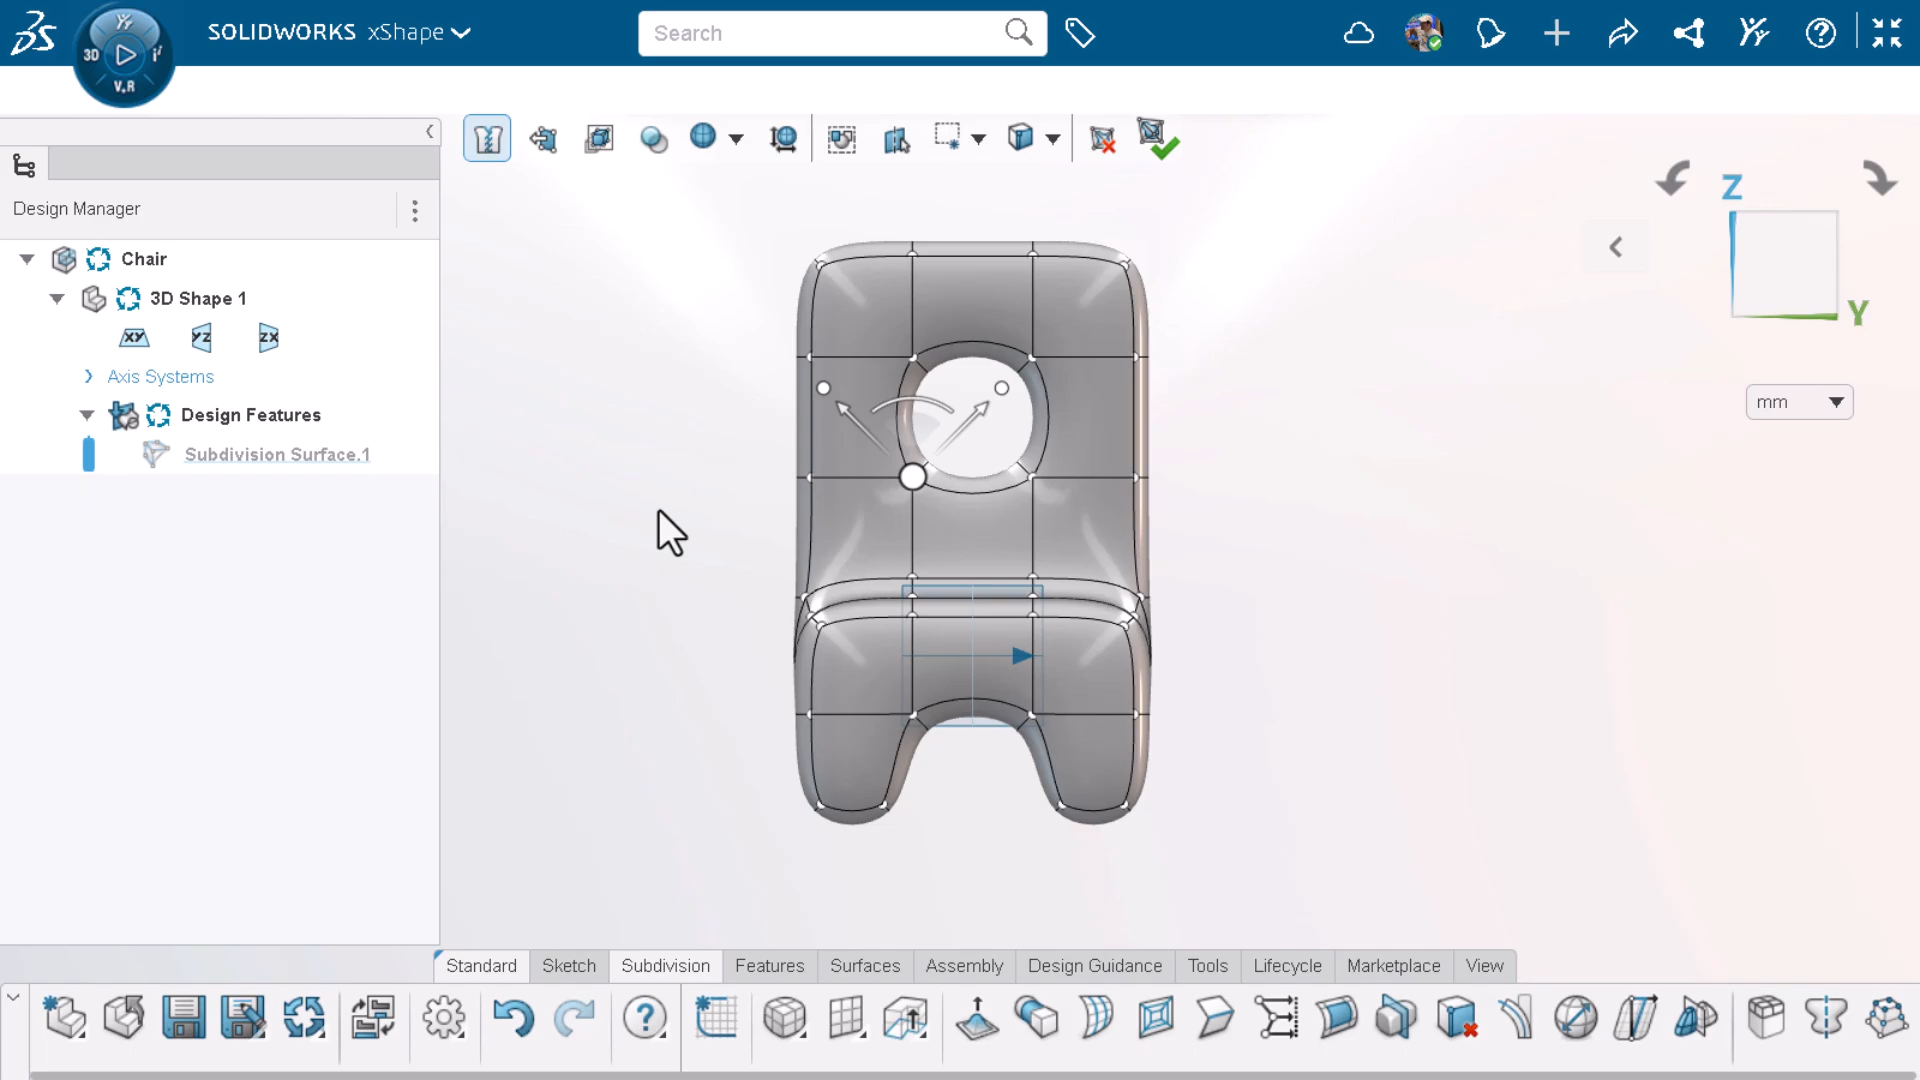 SOLIDWORKS xShape
Search
3D
V.R
Design Manager
Chair
3D Shape 1
XY YZ ZX
Axis Systems
Design Features
Subdivision Surface.1
Z
Y
mm
Standard Sketch Subdivision Features Surfaces Assembly Design Guidance Tools Lifecycle Marketplace View